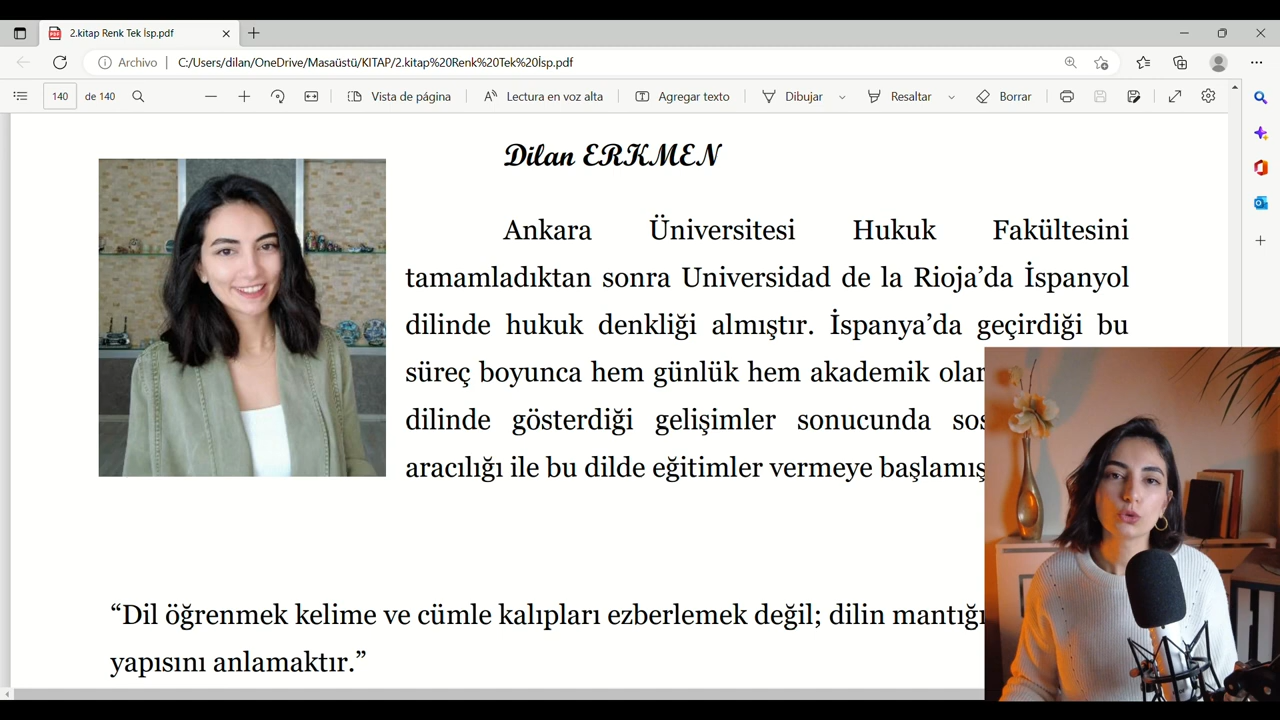 2.kitap Renk Tek İsp.pdf
Archivo | C:/Users/dilan/OneDrive/Masaüstü/KITAP/2.kitap%20Renk%20Tek%20İsp.pdf
140 de 140 Vista de página Lectura en voz alta Agregar texto Dibujar Resaltar Borrar
Dilan ERKMEN
Ankara Üniversitesi Hukuk Fakültesini
tamamladıktan sonra Universidad de la Rioja’da İspanyol
dilinde hukuk denkliği almıştır. İspanya’da geçirdiği bu
süreç boyunca hem günlük hem akademik
dilinde gösterdiği gelişimler sonucunda
aracılığı ile bu dilde eğitimler vermeye
“Dil öğrenmek kelime ve cümle kalıpları ezberlemek değil; dilin
yapısını anlamaktır.”